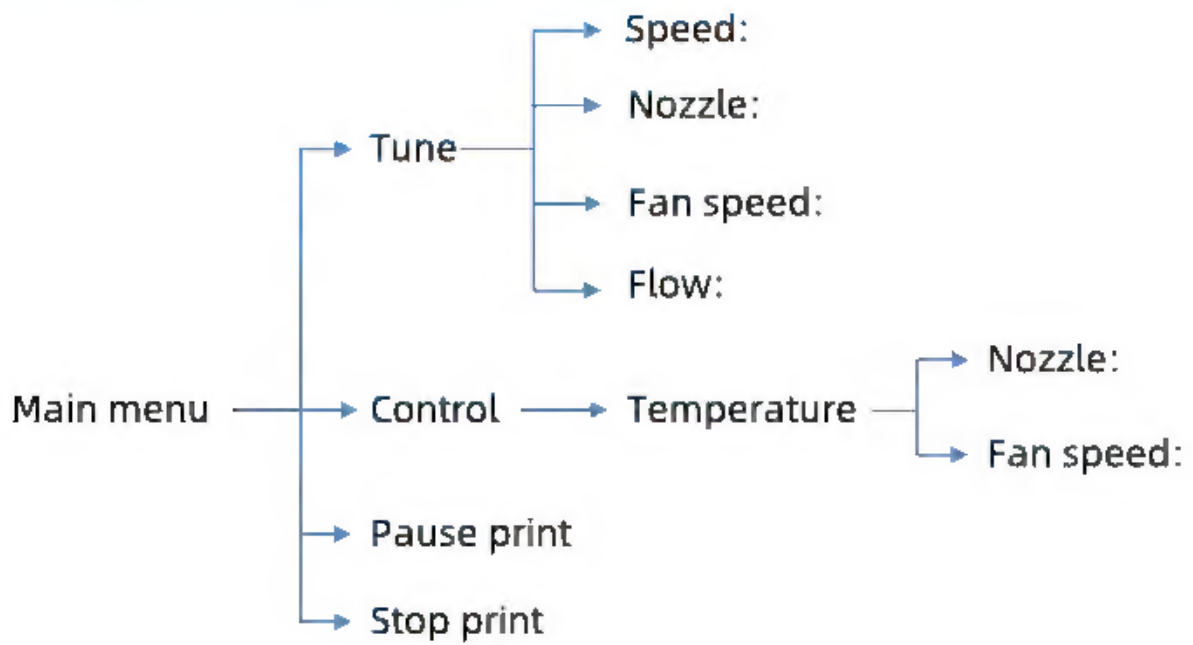 Speed:
Nozzle:
Tune
Fan speed:
Flow:
Nozzle:
Main menu
Control
Temperature
Fan speed:
Pause print
Stop print